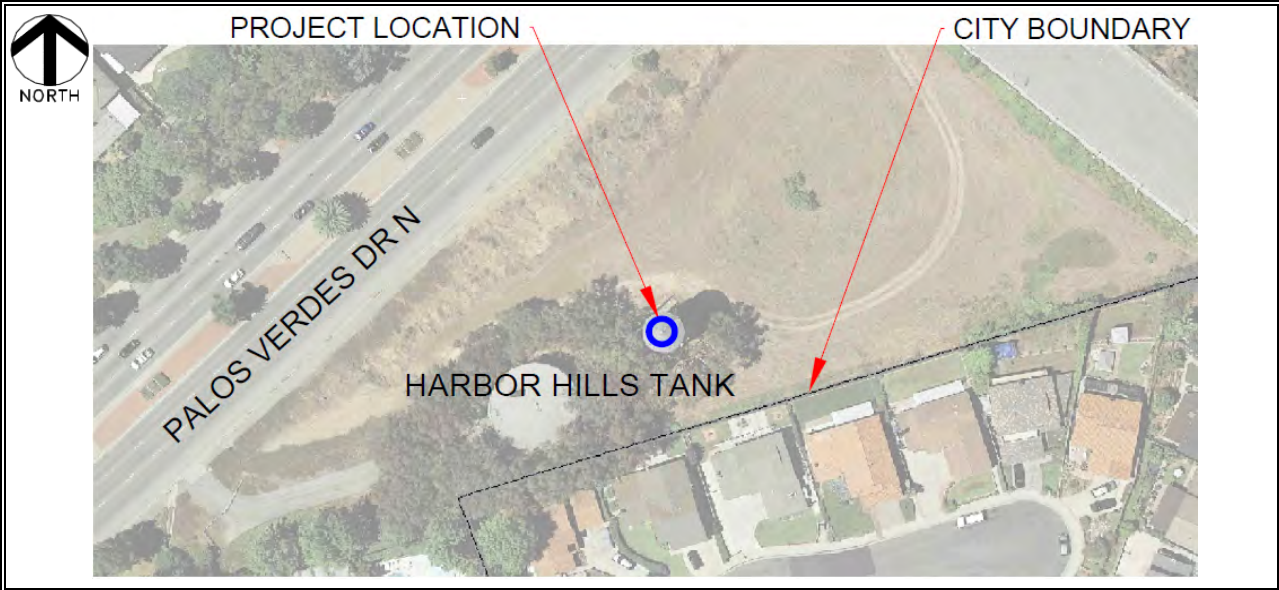 PROJECT LOCATION
CITY BOUNDARY
NORTH
PALOS VERDES DR N
HARBOR HILLS TANK